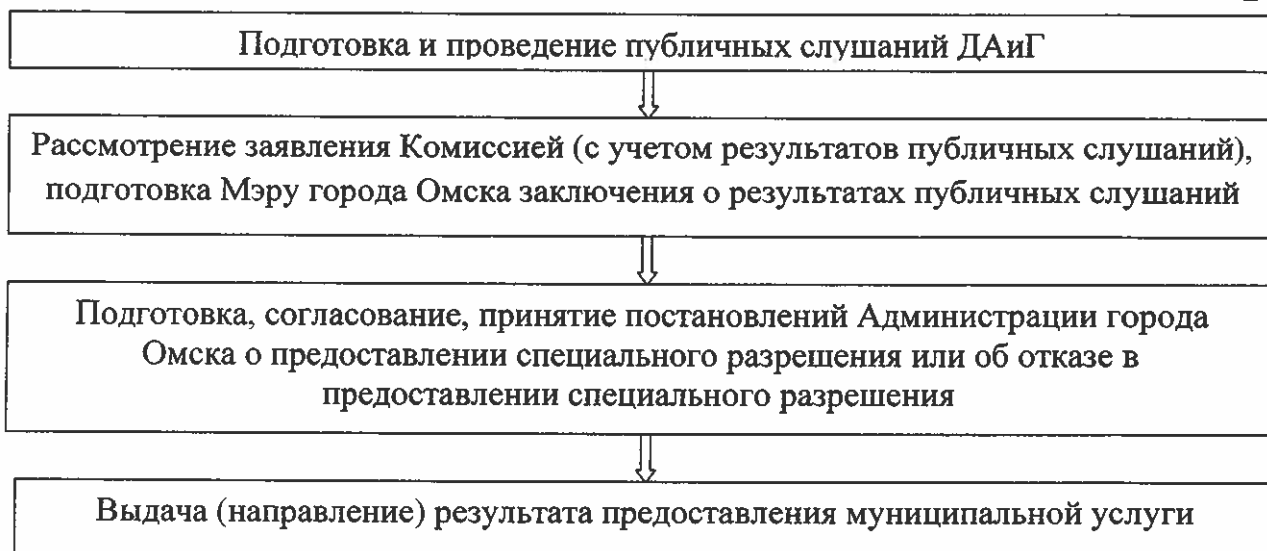 Подготовка и проведение публичных слушаний ДАиГ
Рассмотрение заявления Комиссией (с учетом результатов публичных слушаний),
подготовка Мэру города Омска заключения о результатах публичных слушаний
Подготовка, согласование, принятие постановлений Администрации города
Омска о предоставлении специального разрешения или об отказе в
предоставлении специального разрешения
Выдача (направление) результата предоставления муниципальной услуги